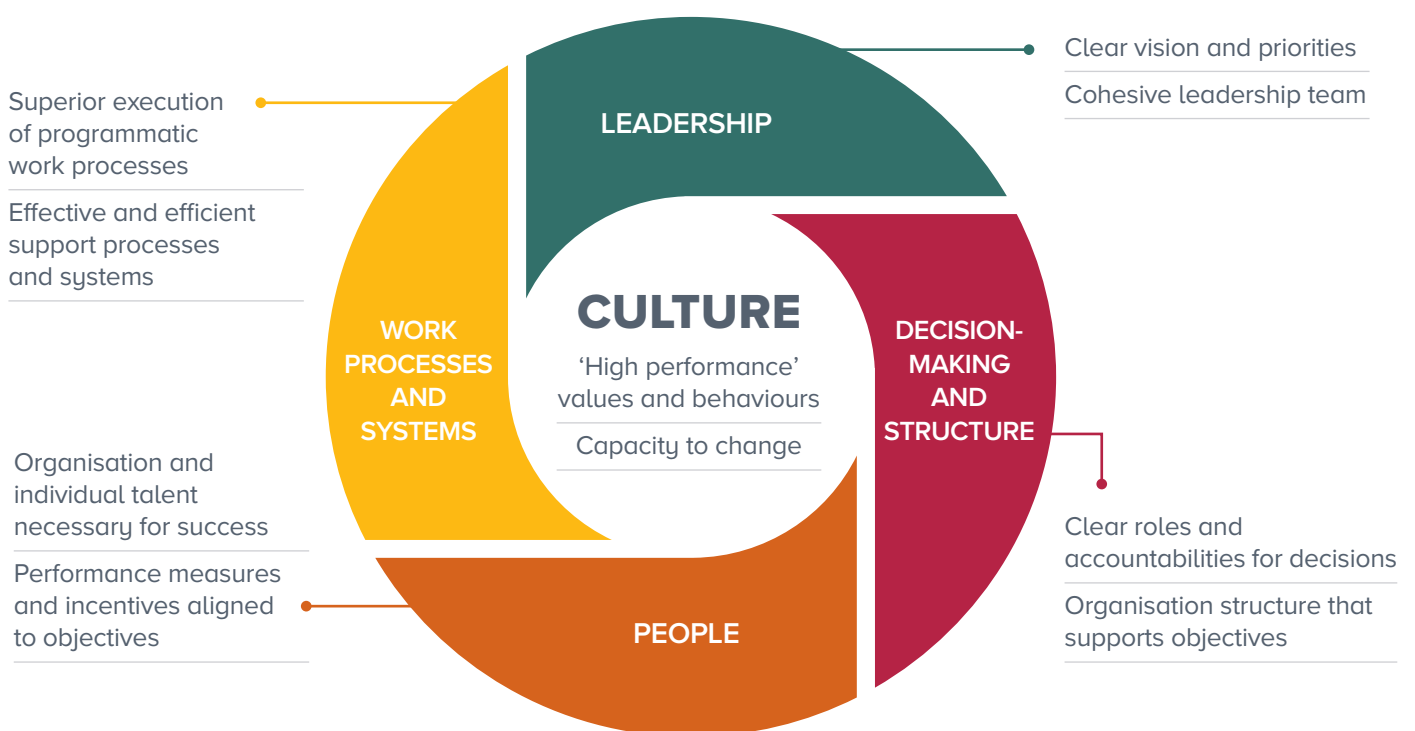 LEADERSHIP
Clear vision and priorities
Cohesive leadership team
DECISION-
MAKING
AND
STRUCTURE
Clear roles and
accountabilities for decisions
Organisation structure that
supports objectives
PEOPLE
Organisation and
individual talent
necessary for success
Performance measures
and incentives aligned
to objectives
WORK
PROCESSES
AND
SYSTEMS
Superior execution
of programmatic
work processes
Effective and efficient
support processes
and systems
CULTURE
‘High performance’
values and behaviours
Capacity to change